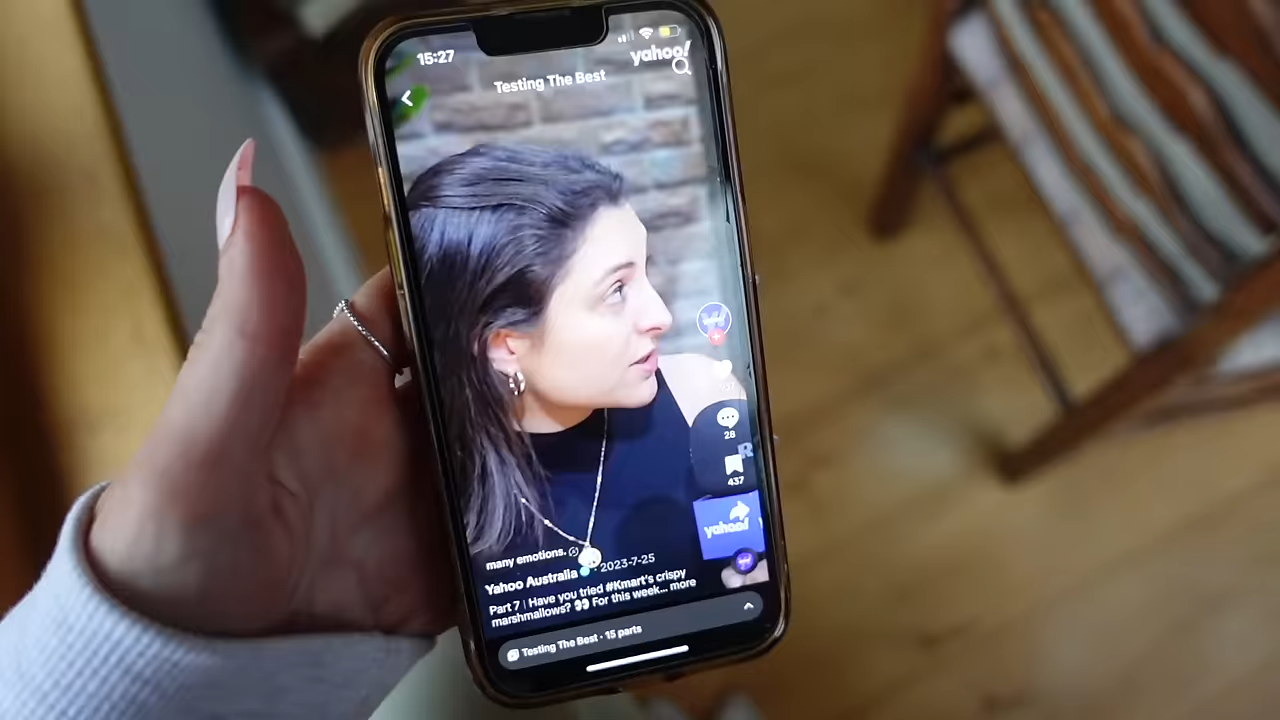 15:27
yahoo!
Testing The Best
28
R
437
yahoo!
many emotions.
Yahoo Australia · 2023-7-25
Part 7 | Have you tried #Kmart's crispy
marshmallows? 👀 For this week... more
Testing The Best · 15 parts